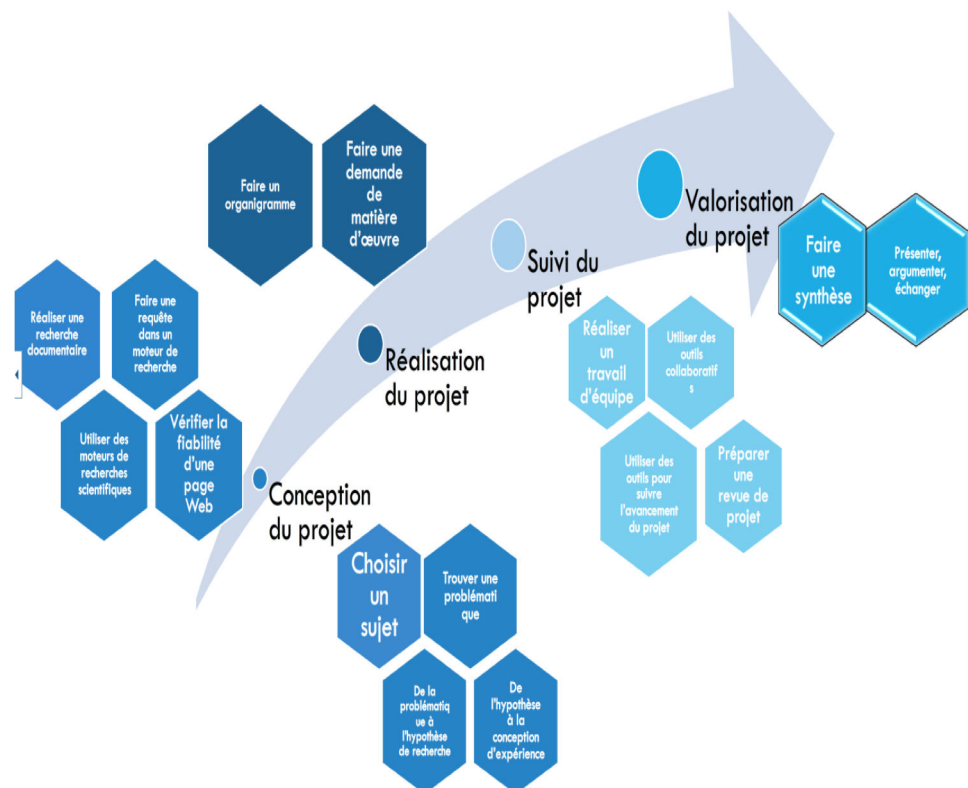 Faire un
organigramme
Faire une
demande
de
matière
d'œuvre
Réaliser une
recherche
documentaire
Faire une
requête
dans un
moteur de
recherche
Utiliser des
moteurs de
recherches
scientifiques
Vérifier la
fiabilité
d'une
page
Web
Conception
du projet
Choisir
un
sujet
Trouver une
problémati
que
De la
problématiq
ue à
l'hypothèse
de recherche
De
l'hypothèse
à la
conception
d'expérience
Réalisation
du projet
Suivi du
projet
Réaliser
un
travail
d'équipe
Utiliser des
outils
collaboratif
s
Utiliser des
outils pour
suivre
l'avancement
du projet
Préparer
une
revue de
projet
Valorisation
du projet
Faire
une
synthèse
Présenter,
argumenter,
échanger